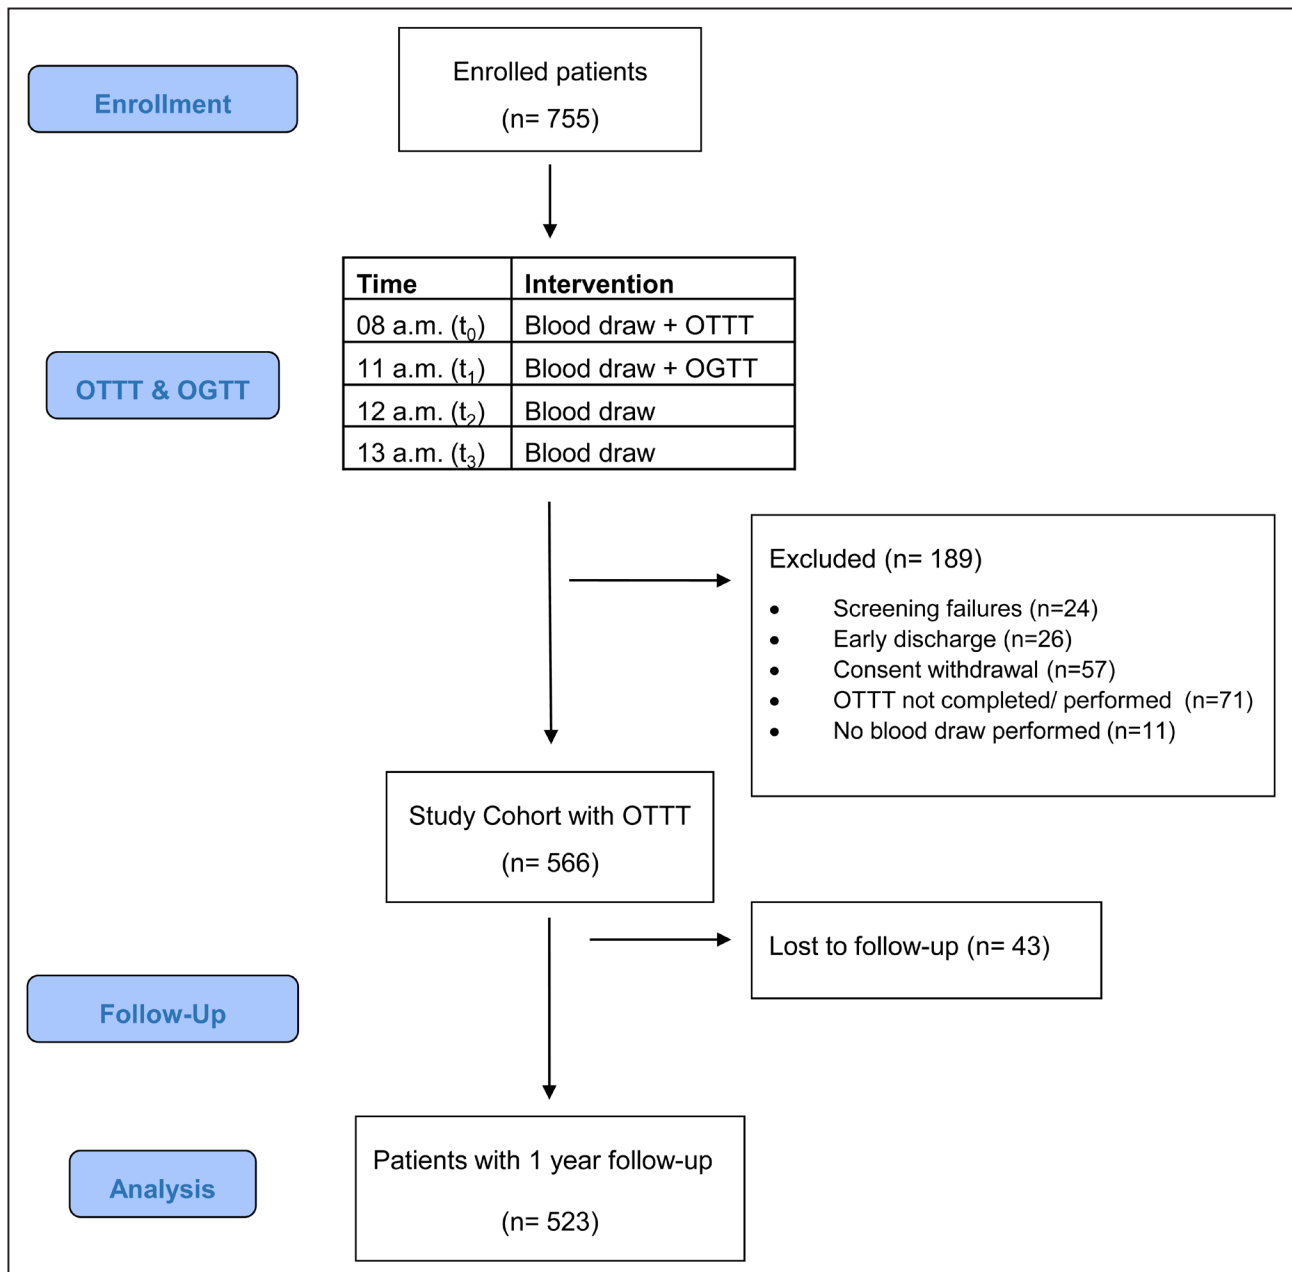 Enrollment
Enrolled patients
(n= 755)
OTTT & OGTT
Time Intervention
08 a.m. (t0) Blood draw + OTTT
11 a.m. (t1) Blood draw + OGTT
12 a.m. (t2) Blood draw
13 a.m. (t3) Blood draw
Excluded (n= 189)
• Screening failures (n=24)
• Early discharge (n=26)
• Consent withdrawal (n=57)
• OTTT not completed/ performed (n=71)
• No blood draw performed (n=11)
Study Cohort with OTTT
(n= 566)
Lost to follow-up (n= 43)
Follow-Up
Analysis
Patients with 1 year follow-up
(n= 523)